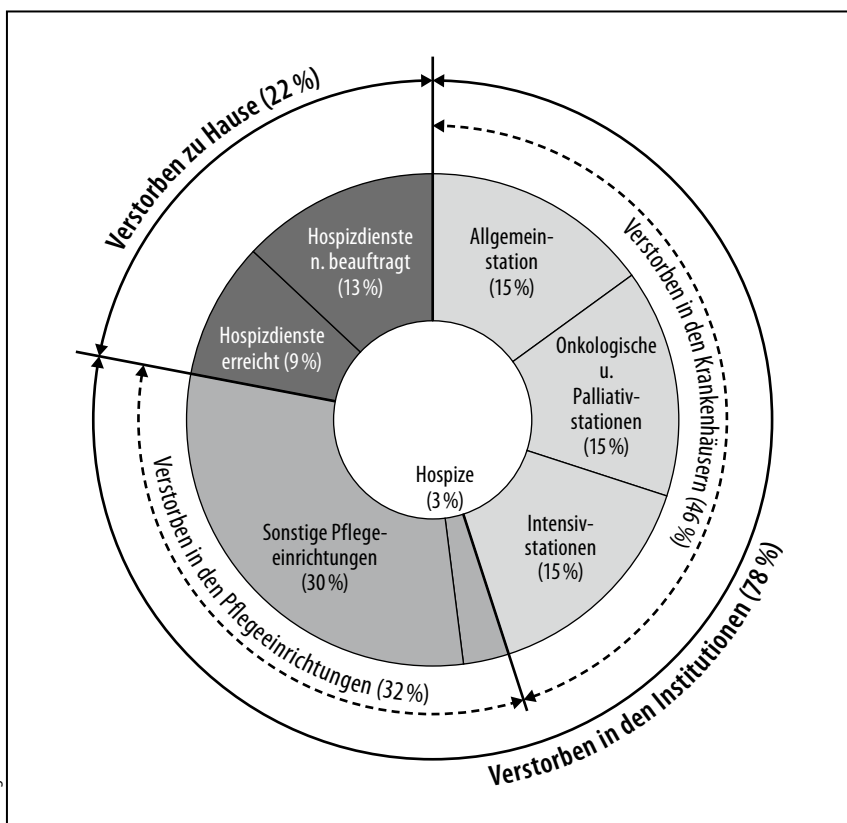 Verstorben zu Hause (22 %)
Hospizdienste
n. beauftragt
(13 %)
Hospizdienste
erreicht (9 %)
Allgemein-
station
(15 %)
Onkologische
u.
Palliativ-
stationen
(15 %)
Intensiv-
stationen
(15 %)
Hospize
(3 %)
Sonstige Pflege-
einrichtungen
(30 %)
Verstorben in den Krankenhäusern (46 %)
Verstorben in den Pflegeeinrichtungen (32 %)
Verstorben in den Institutionen (78 %)